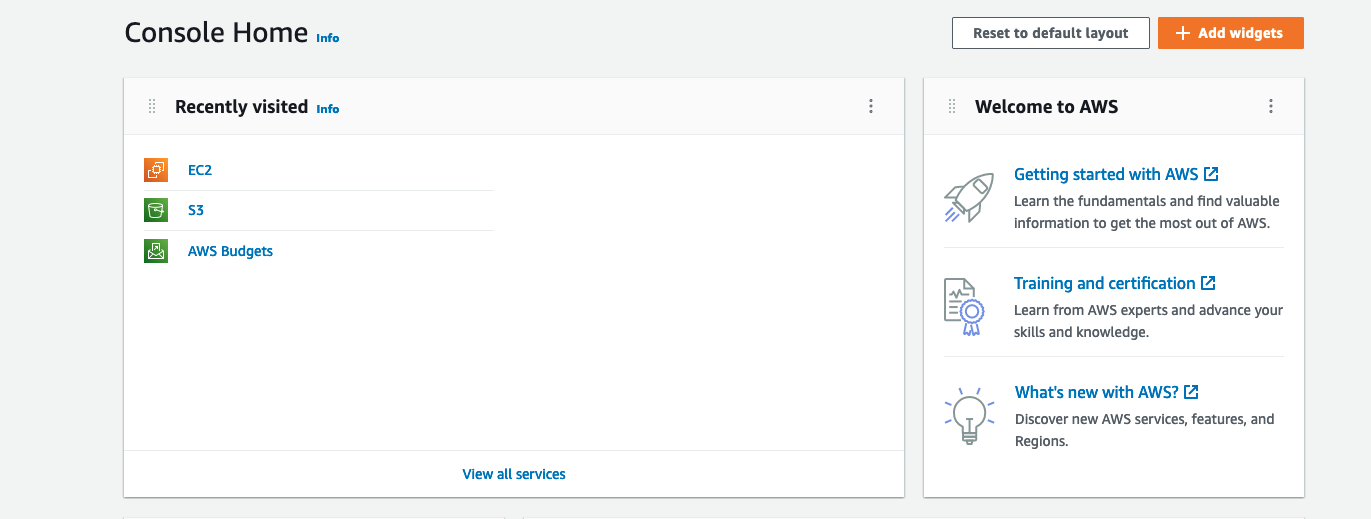 Console Home Info
Reset to default layout
Add widgets
Recently visited Info
EC2
S3
AWS Budgets
View all services
Welcome to AWS
Getting started with AWS
Learn the fundamentals and find valuable
information to get the most out of AWS.
Training and certification
Learn from AWS experts and advance your
skills and knowledge.
What's new with AWS?
Discover new AWS services, features, and
Regions.